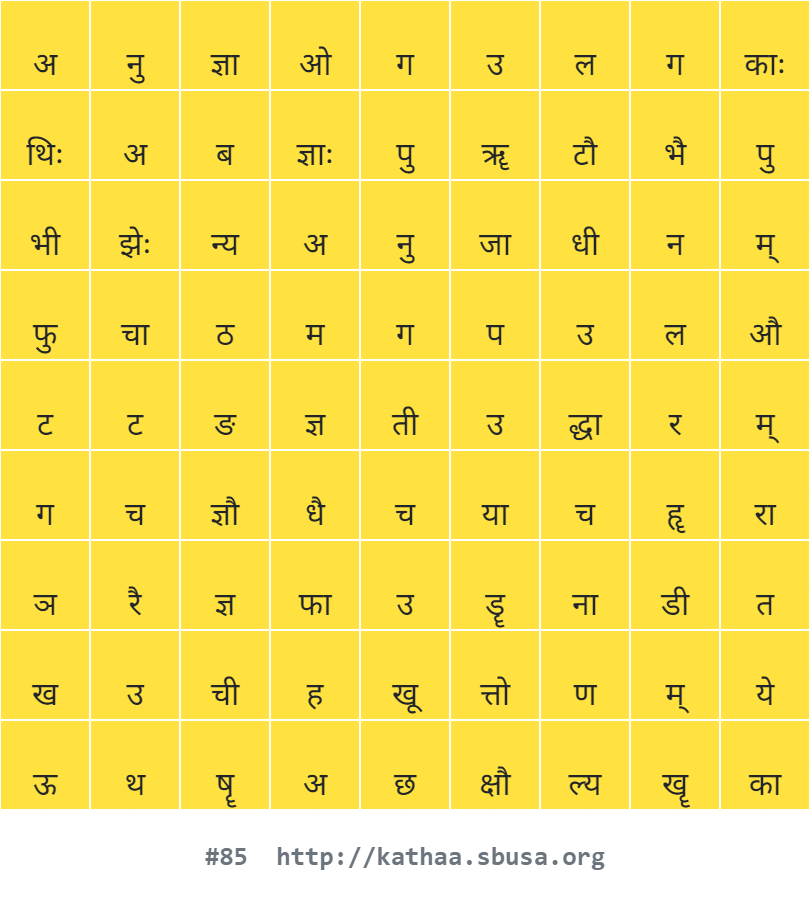 अ नु ज्ञा ओ ग उ ल ग काः
थिः अ ब ज्ञाः पु ॠ टौ भै पु
भी झेः न्य अ नु जा धी न म्
फु चा ठ म ग प उ ल औ
ट ट ङ ज्ञ ती उ द्धा र म्
ग च ज्ञौ धै च या च हॄ रा
ञ रै ज्ञ फा उ डॄ ना डी त
ख उ ची ह खू त्तो ण म् ये
ऊ थ षॄ अ छ क्षौ ल्य खॄ का
#85 http://kathaa.sbusa.org